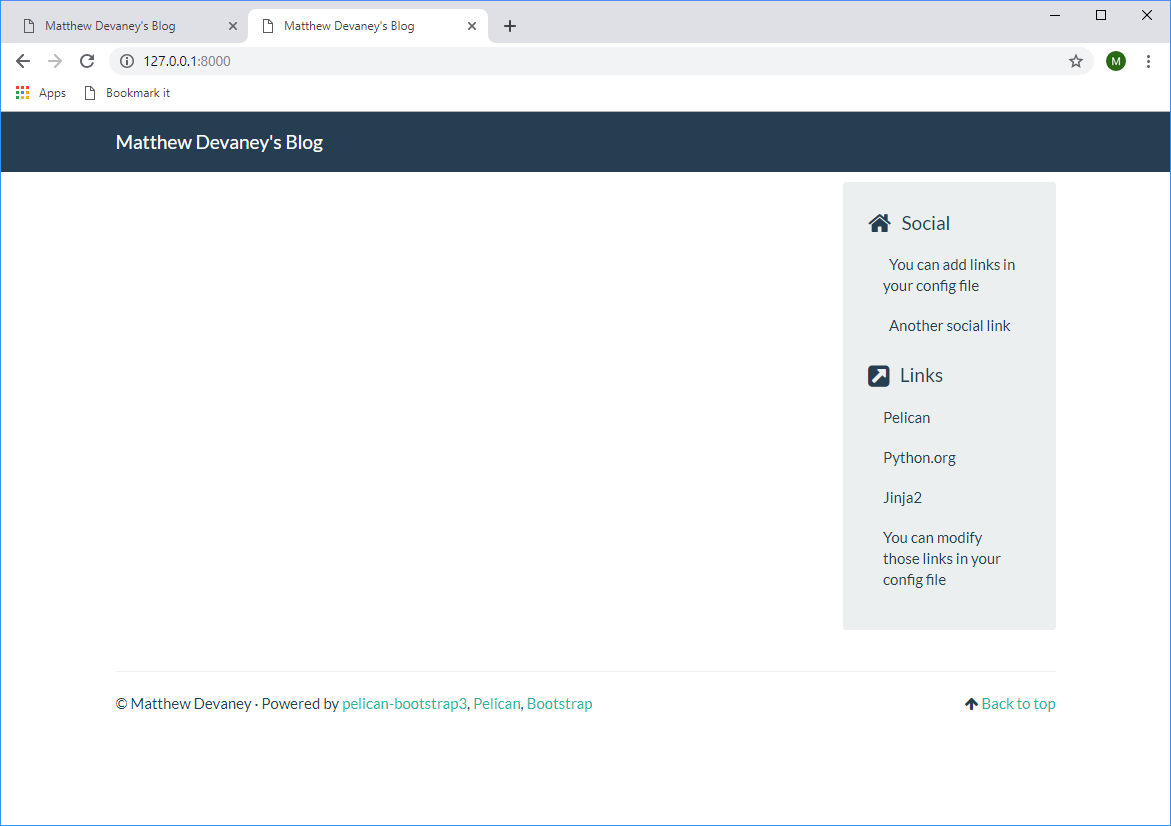 Matthew Devaney's Blog
Matthew Devaney's Blog
127.0.0.1:8000
M
Apps
Bookmark it
Matthew Devaney's Blog
Social
You can add links in
your config file
Another social link
Links
Pelican
Python.org
Jinja2
You can modify
those links in your
config file
© Matthew Devaney · Powered by pelican-bootstrap3, Pelican, Bootstrap
Back to top